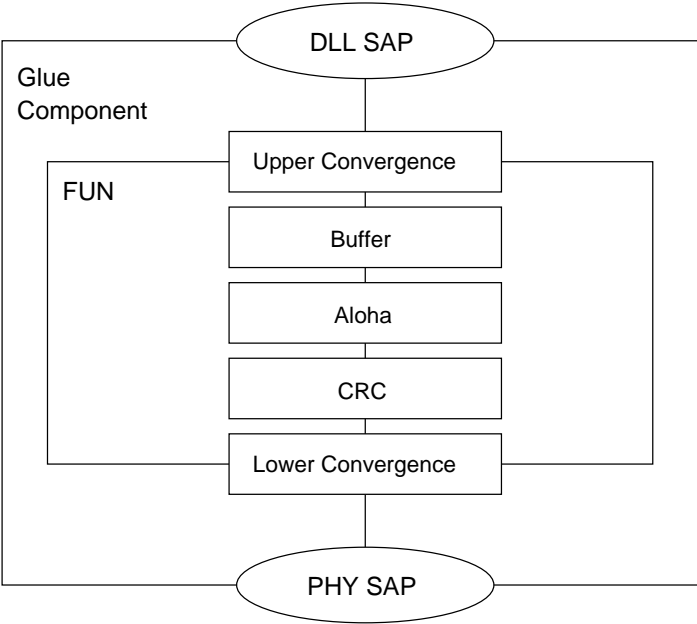 DLL SAP
Glue
Component
Upper Convergence
FUN
Buffer
Aloha
CRC
Lower Convergence
PHY SAP